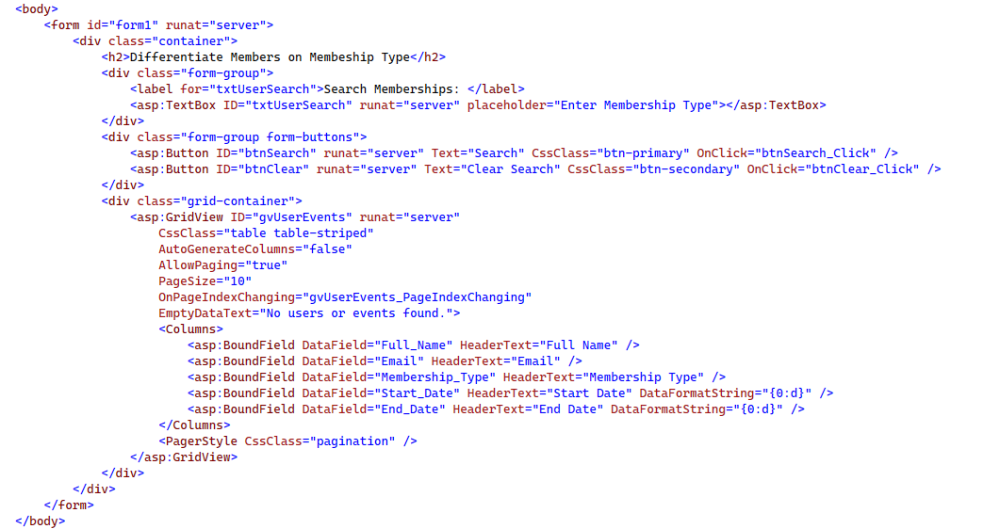 <body>
    <form id="form1" runat="server">
        <div class="container">
            <h2>Differentiate Members on Membeship Type</h2>
            <div class="form-group">
                <label for="txtUserSearch">Search Memberships: </label>
                <asp:TextBox ID="txtUserSearch" runat="server" placeholder="Enter Membership Type"></asp:TextBox>
            </div>
            <div class="form-group form-buttons">
                <asp:Button ID="btnSearch" runat="server" Text="Search" CssClass="btn-primary" OnClick="btnSearch_Click" />
                <asp:Button ID="btnClear" runat="server" Text="Clear Search" CssClass="btn-secondary" OnClick="btnClear_Click" />
            </div>
            <div class="grid-container">
                <asp:GridView ID="gvUserEvents" runat="server"
                    CssClass="table table-striped"
                    AutoGenerateColumns="false"
                    AllowPaging="true"
                    PageSize="10"
                    OnPageIndexChanging="gvUserEvents_PageIndexChanging"
                    EmptyDataText="No users or events found.">
                    <Columns>
                        <asp:BoundField DataField="Full_Name" HeaderText="Full Name" />
                        <asp:BoundField DataField="Email" HeaderText="Email" />
                        <asp:BoundField DataField="Membership_Type" HeaderText="Membership Type" />
                        <asp:BoundField DataField="Start_Date" HeaderText="Start Date" DataFormatString="{0:d}" />
                        <asp:BoundField DataField="End_Date" HeaderText="End Date" DataFormatString="{0:d}" />
                    </Columns>
                    <PagerStyle CssClass="pagination" />
                </asp:GridView>
            </div>
        </div>
    </form>
</body>